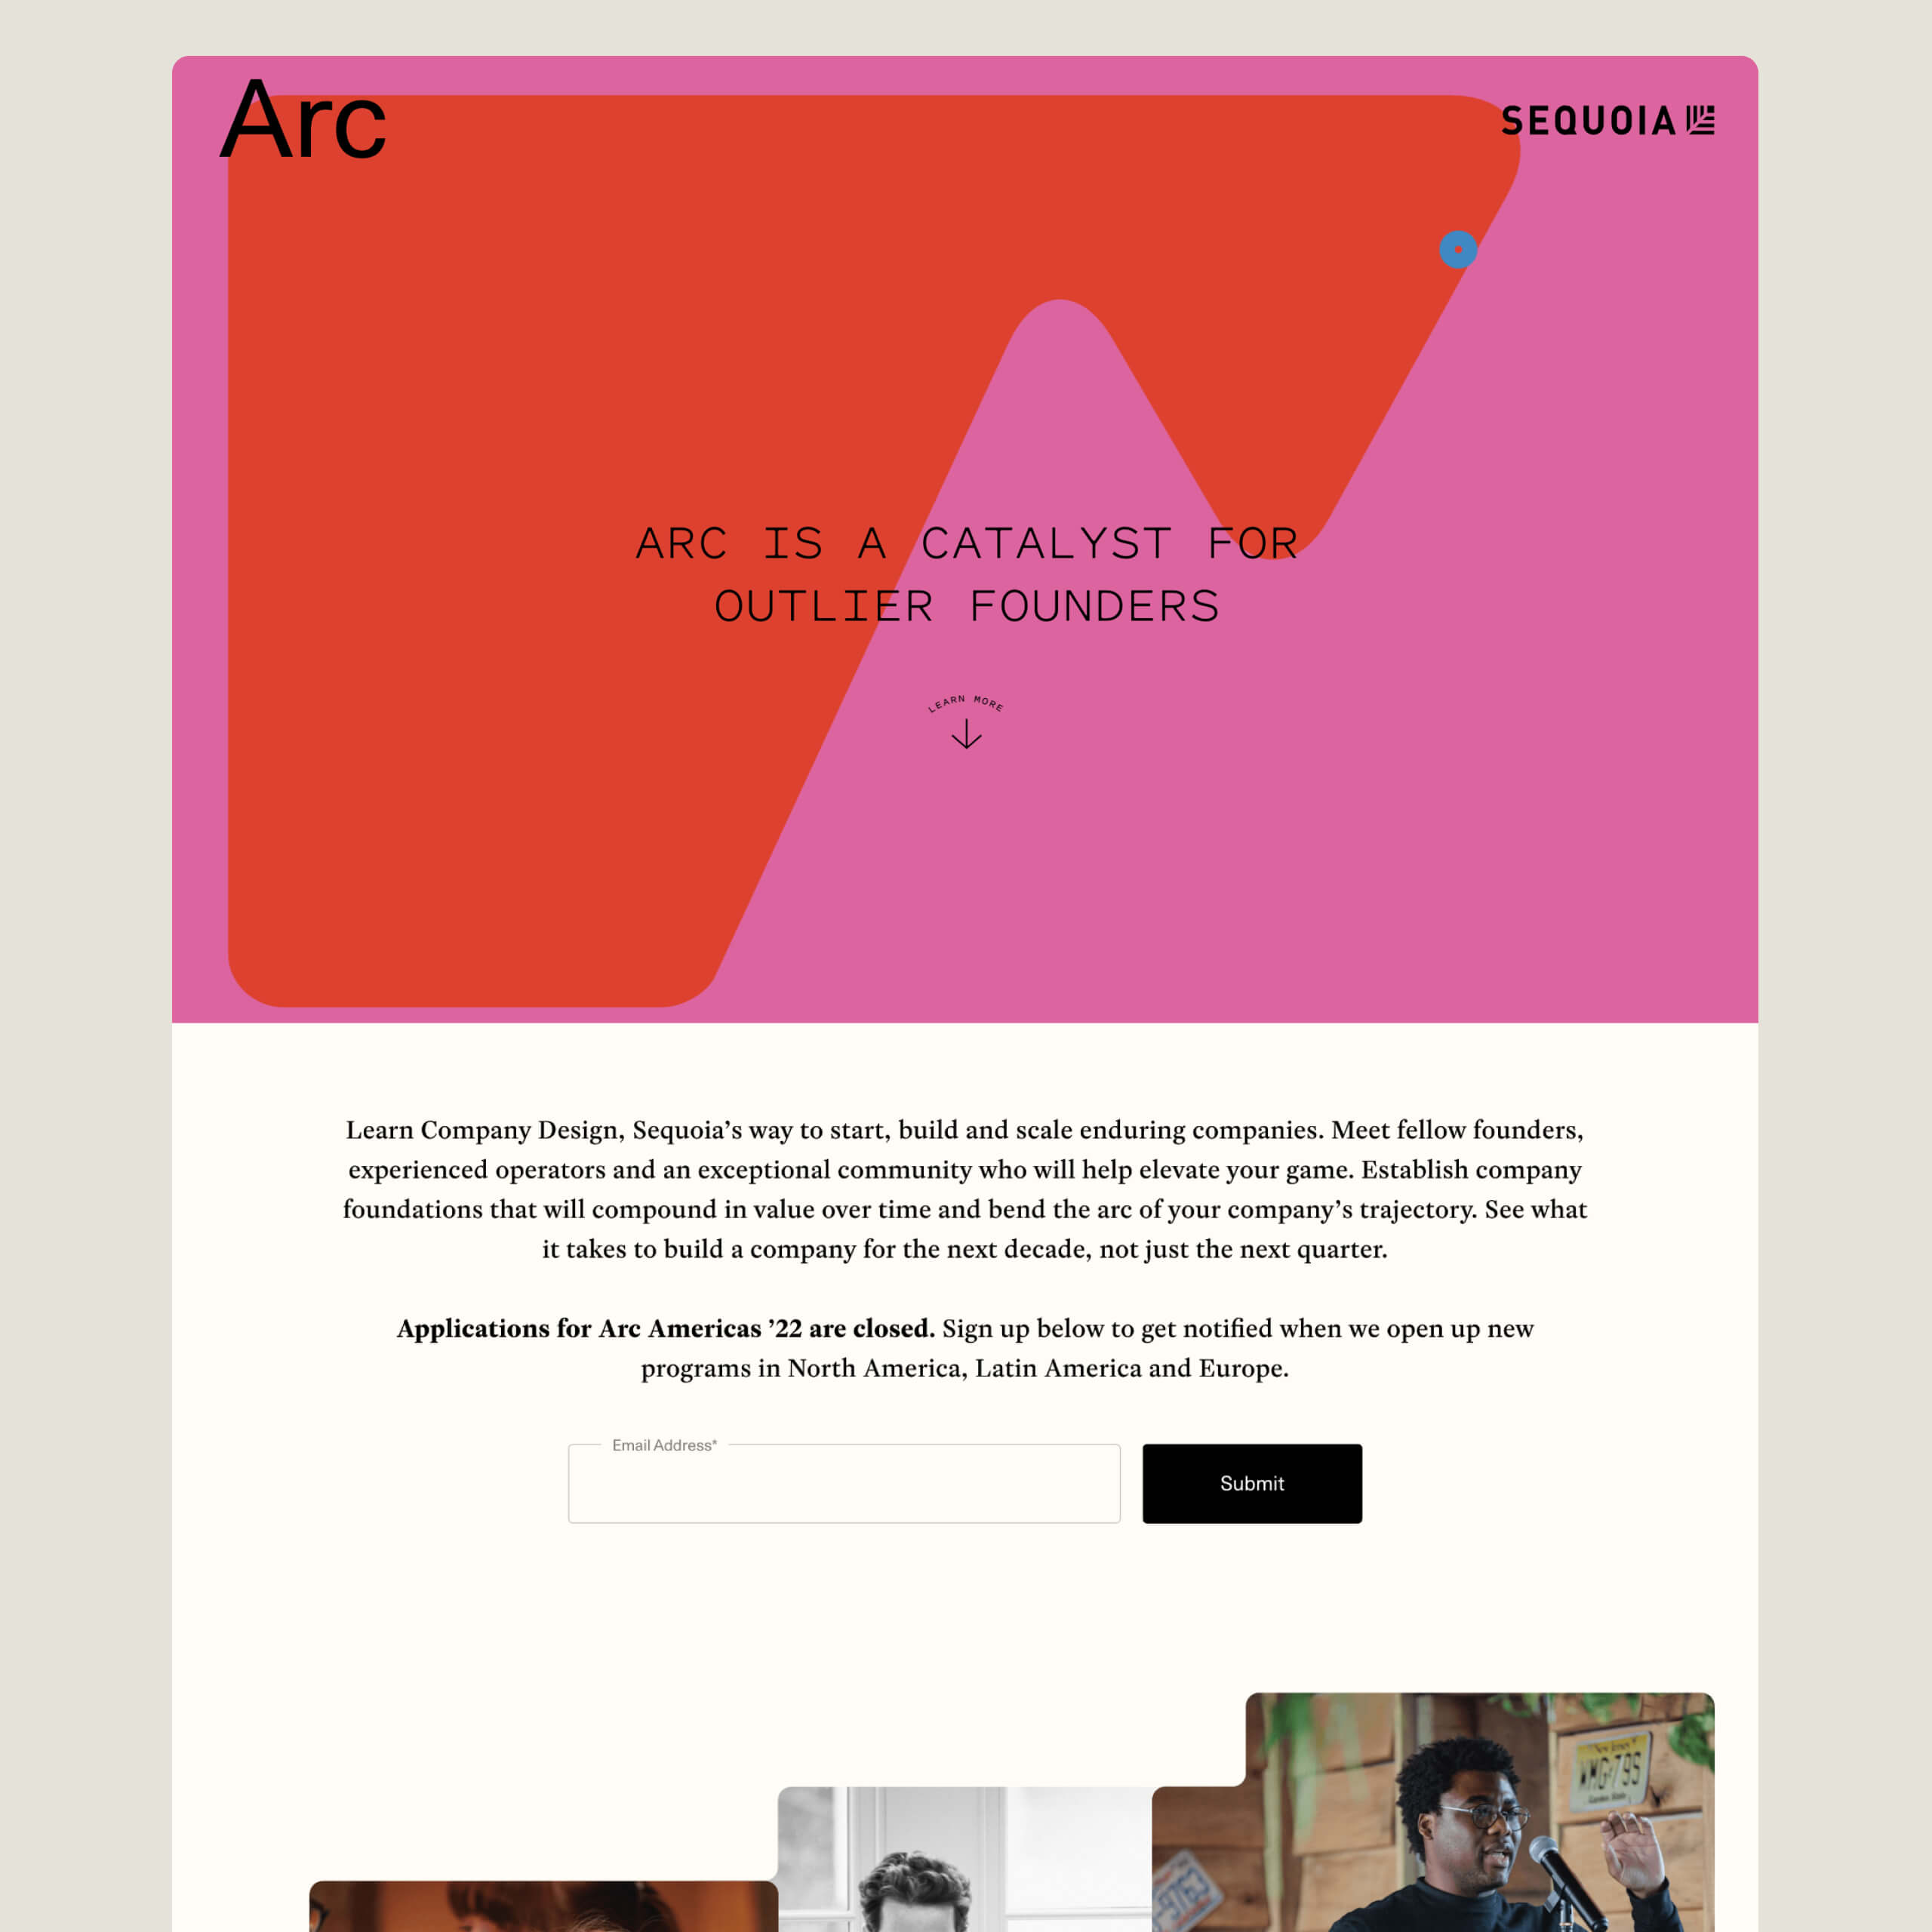 Arc
SEQUOIA
ARC IS A CATALYST FOR
OUTLIER FOUNDERS
LEARN MORE
Learn Company Design, Sequoia’s way to start, build and scale enduring companies. Meet fellow founders,
experienced operators and an exceptional community who will help elevate your game. Establish company
foundations that will compound in value over time and bend the arc of your company’s trajectory. See what
it takes to build a company for the next decade, not just the next quarter.
Applications for Arc Americas ’22 are closed. Sign up below to get notified when we open up new
programs in North America, Latin America and Europe.
Email Address*
Submit
New Jersey
Garden State